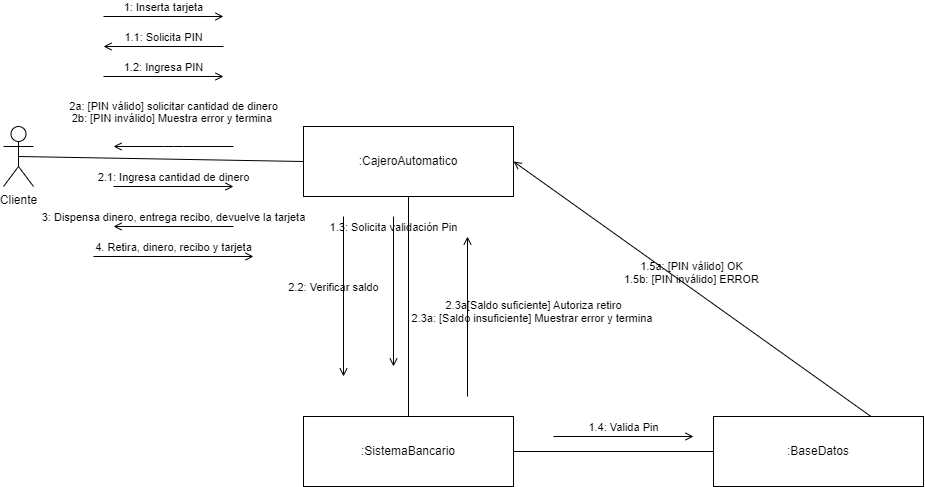 1: Inserta tarjeta
1.1: Solicita PIN
1.2: Ingresa PIN
2a: [PIN válido] solicitar cantidad de dinero
2b: [PIN inválido] Muestra error y termina
:CajeroAutomatico
2.1: Ingresa cantidad de dinero
Cliente
3: Dispensa dinero, entrega recibo, devuelve la tarjeta
1.3: Solicita validación Pin
4. Retira, dinero, recibo y tarjeta
1.5a: [PIN válido] OK
1.5b: [PIN inválido] ERROR
2.2: Verificar saldo
2.3a[Saldo suficiente] Autoriza retiro
2.3a: [Saldo insuficiente] Muestrar error y termina
1.4: Valida Pin
:SistemaBancario
:BaseDatos